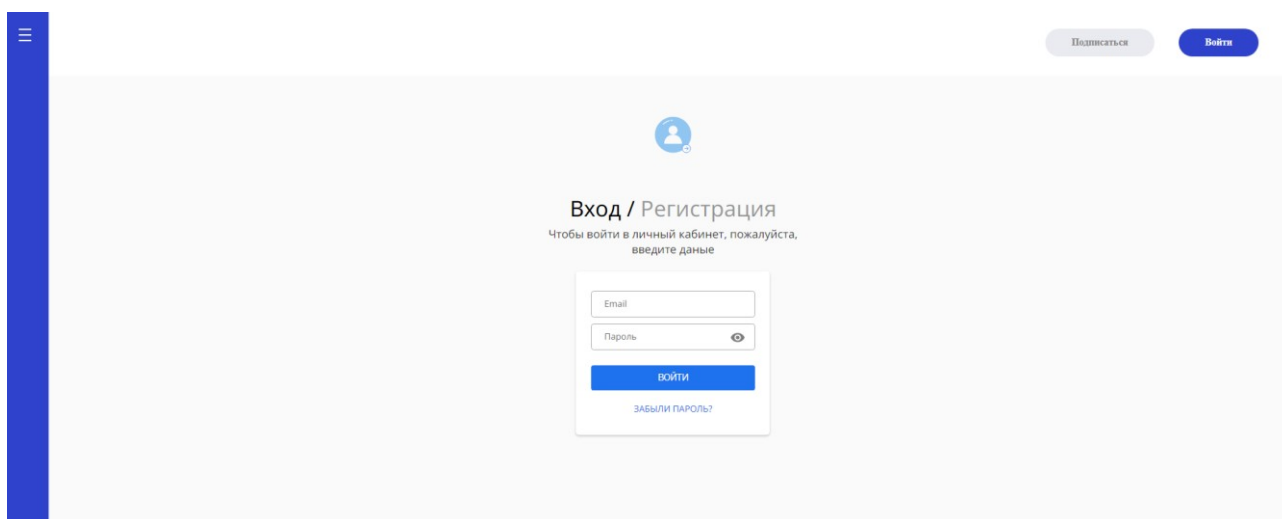 Подписаться
Войти
Вход / Регистрация
Чтобы войти в личный кабинет, пожалуйста,
введите даные
Email
Пароль
ВОЙТИ
ЗАБЫЛИ ПАРОЛЬ?